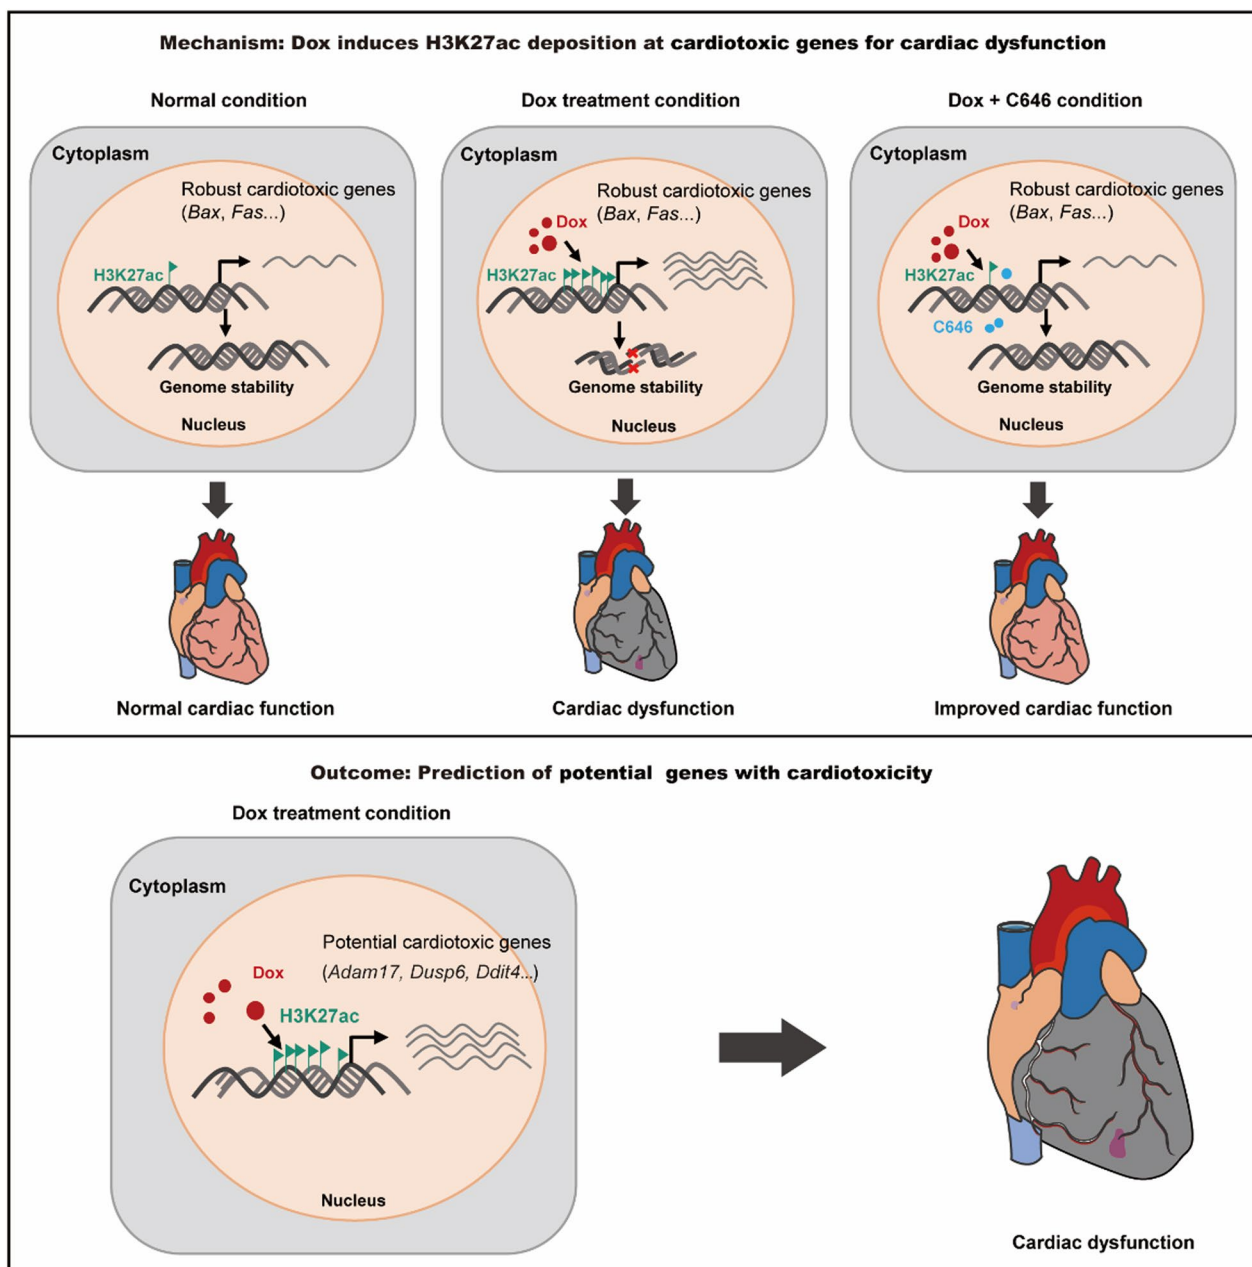 Mechanism: Dox induces H3K27ac deposition at cardiotoxic genes for cardiac dysfunction
Normal condition
Cytoplasm
Robust cardiotoxic genes
(Bax, Fas...)
H3K27ac
Genome stability
Nucleus
Normal cardiac function
Dox treatment condition
Cytoplasm
Robust cardiotoxic genes
(Bax, Fas...)
Dox
H3K27ac
Genome stability
Nucleus
Cardiac dysfunction
Dox + C646 condition
Cytoplasm
Robust cardiotoxic genes
(Bax, Fas...)
Dox
H3K27ac
C646
Genome stability
Nucleus
Improved cardiac function
Outcome: Prediction of potential genes with cardiotoxicity
Dox treatment condition
Cytoplasm
Potential cardiotoxic genes
(Adam17, Dusp6, Ddit4...)
Dox
H3K27ac
Nucleus
Cardiac dysfunction